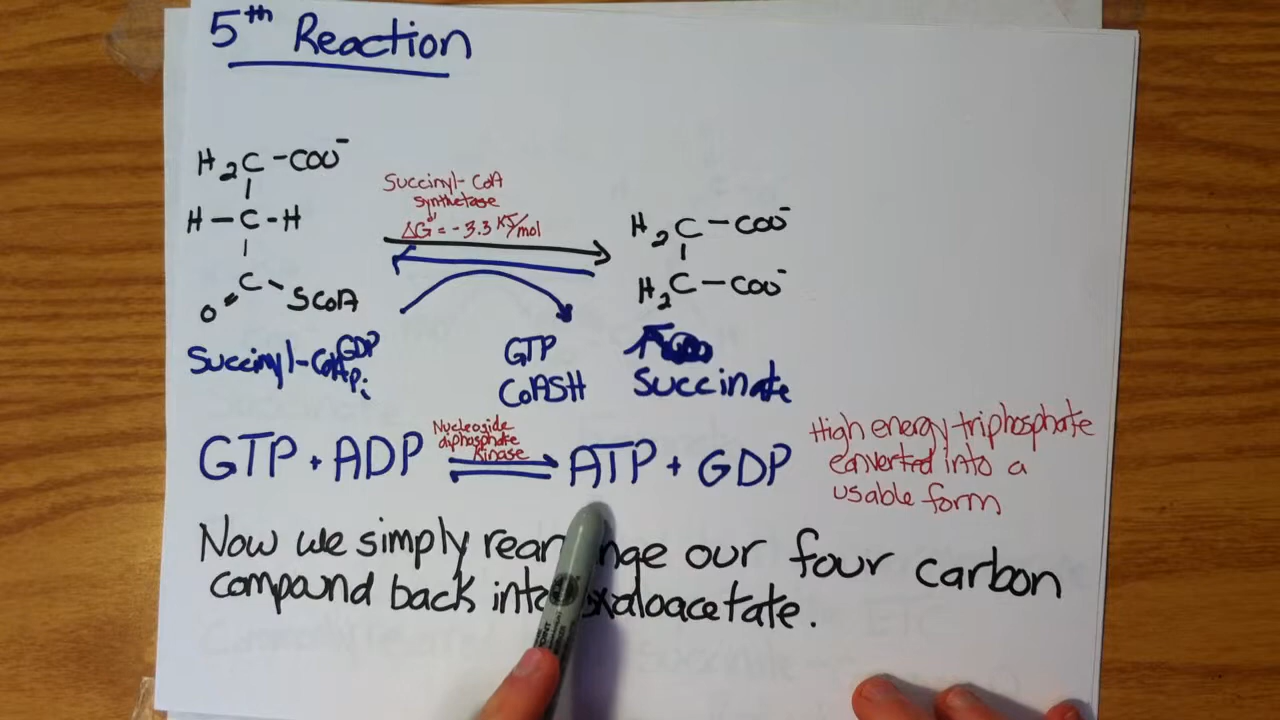 5th Reaction
H2C-COO-
H-C-H
C
O SCoA
Succinyl-CoA
GDP
Pi
Succinyl-CoA
synthetase
ΔG°' = -3.3 KJ/mol
GTP
CoASH
H2C-COO-
H2C-COO-
Succinate
GTP + ADP
Nucleoside
diphosphate
Kinase
ATP + GDP
High energy triphosphate
converted into a
usable form
Now we simply rearrange our four carbon
compound back into oxaloacetate.